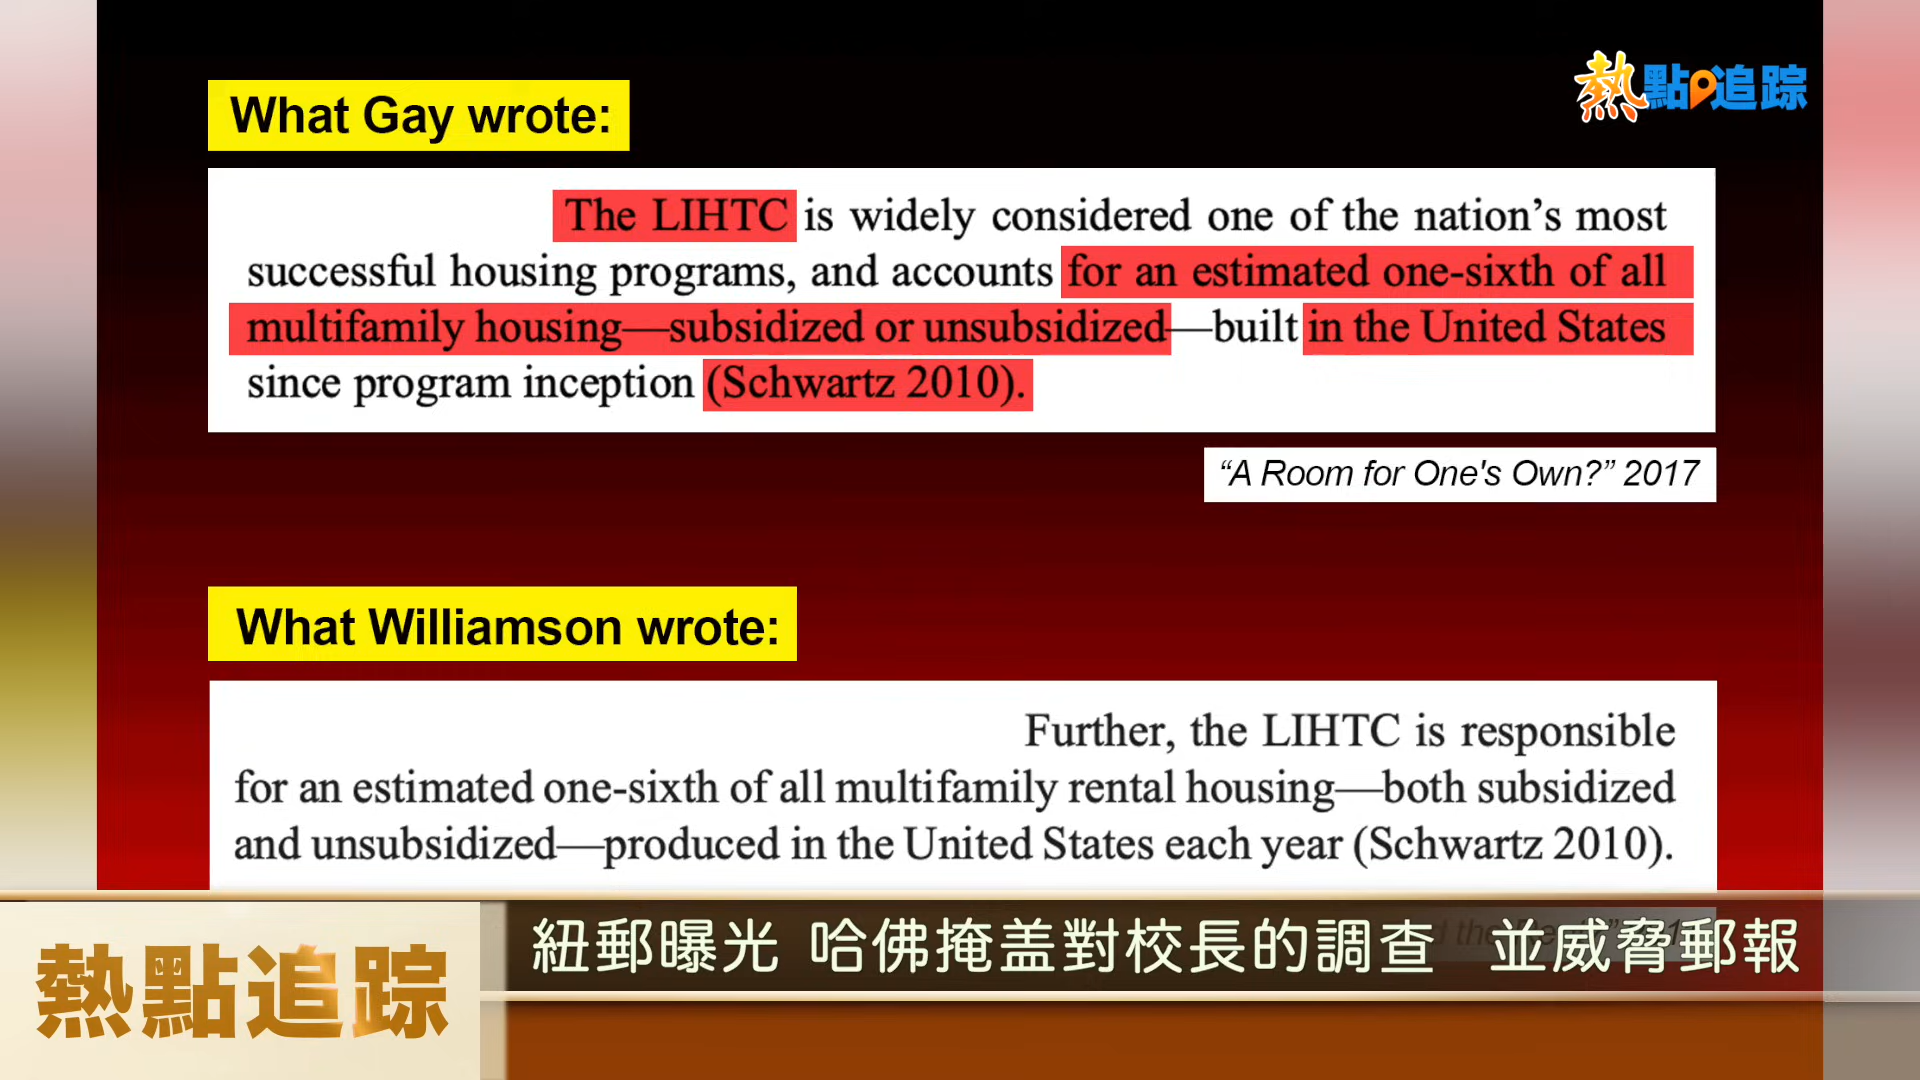 熱點追踪
What Gay wrote:
The LIHTC is widely considered one of the nation’s most
successful housing programs, and accounts for an estimated one-sixth of all
multifamily housing—subsidized or unsubsidized—built in the United States
since program inception (Schwartz 2010).
“A Room for One's Own?” 2017
What Williamson wrote:
Further, the LIHTC is responsible
for an estimated one-sixth of all multifamily rental housing—both subsidized
and unsubsidized—produced in the United States each year (Schwartz 2010).
紐郵曝光 哈佛掩盖對校長的調查 並威脅郵報
熱點追踪